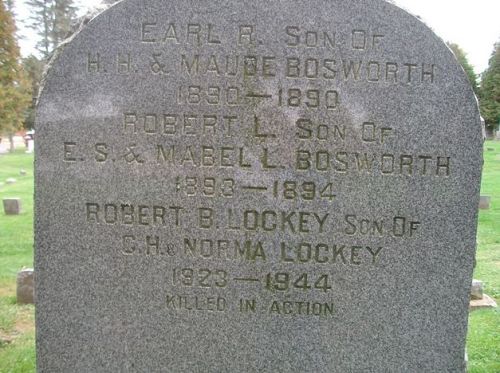 EARL R. SON OF
H. H. & MAUDE BOSWORTH
1890—1890
ROBERT L. SON OF
E. S. & MABEL L. BOSWORTH
1893—1894
ROBERT B. LOCKEY SON OF
C. H. & NORMA LOCKEY
1923—1944
KILLED IN ACTION